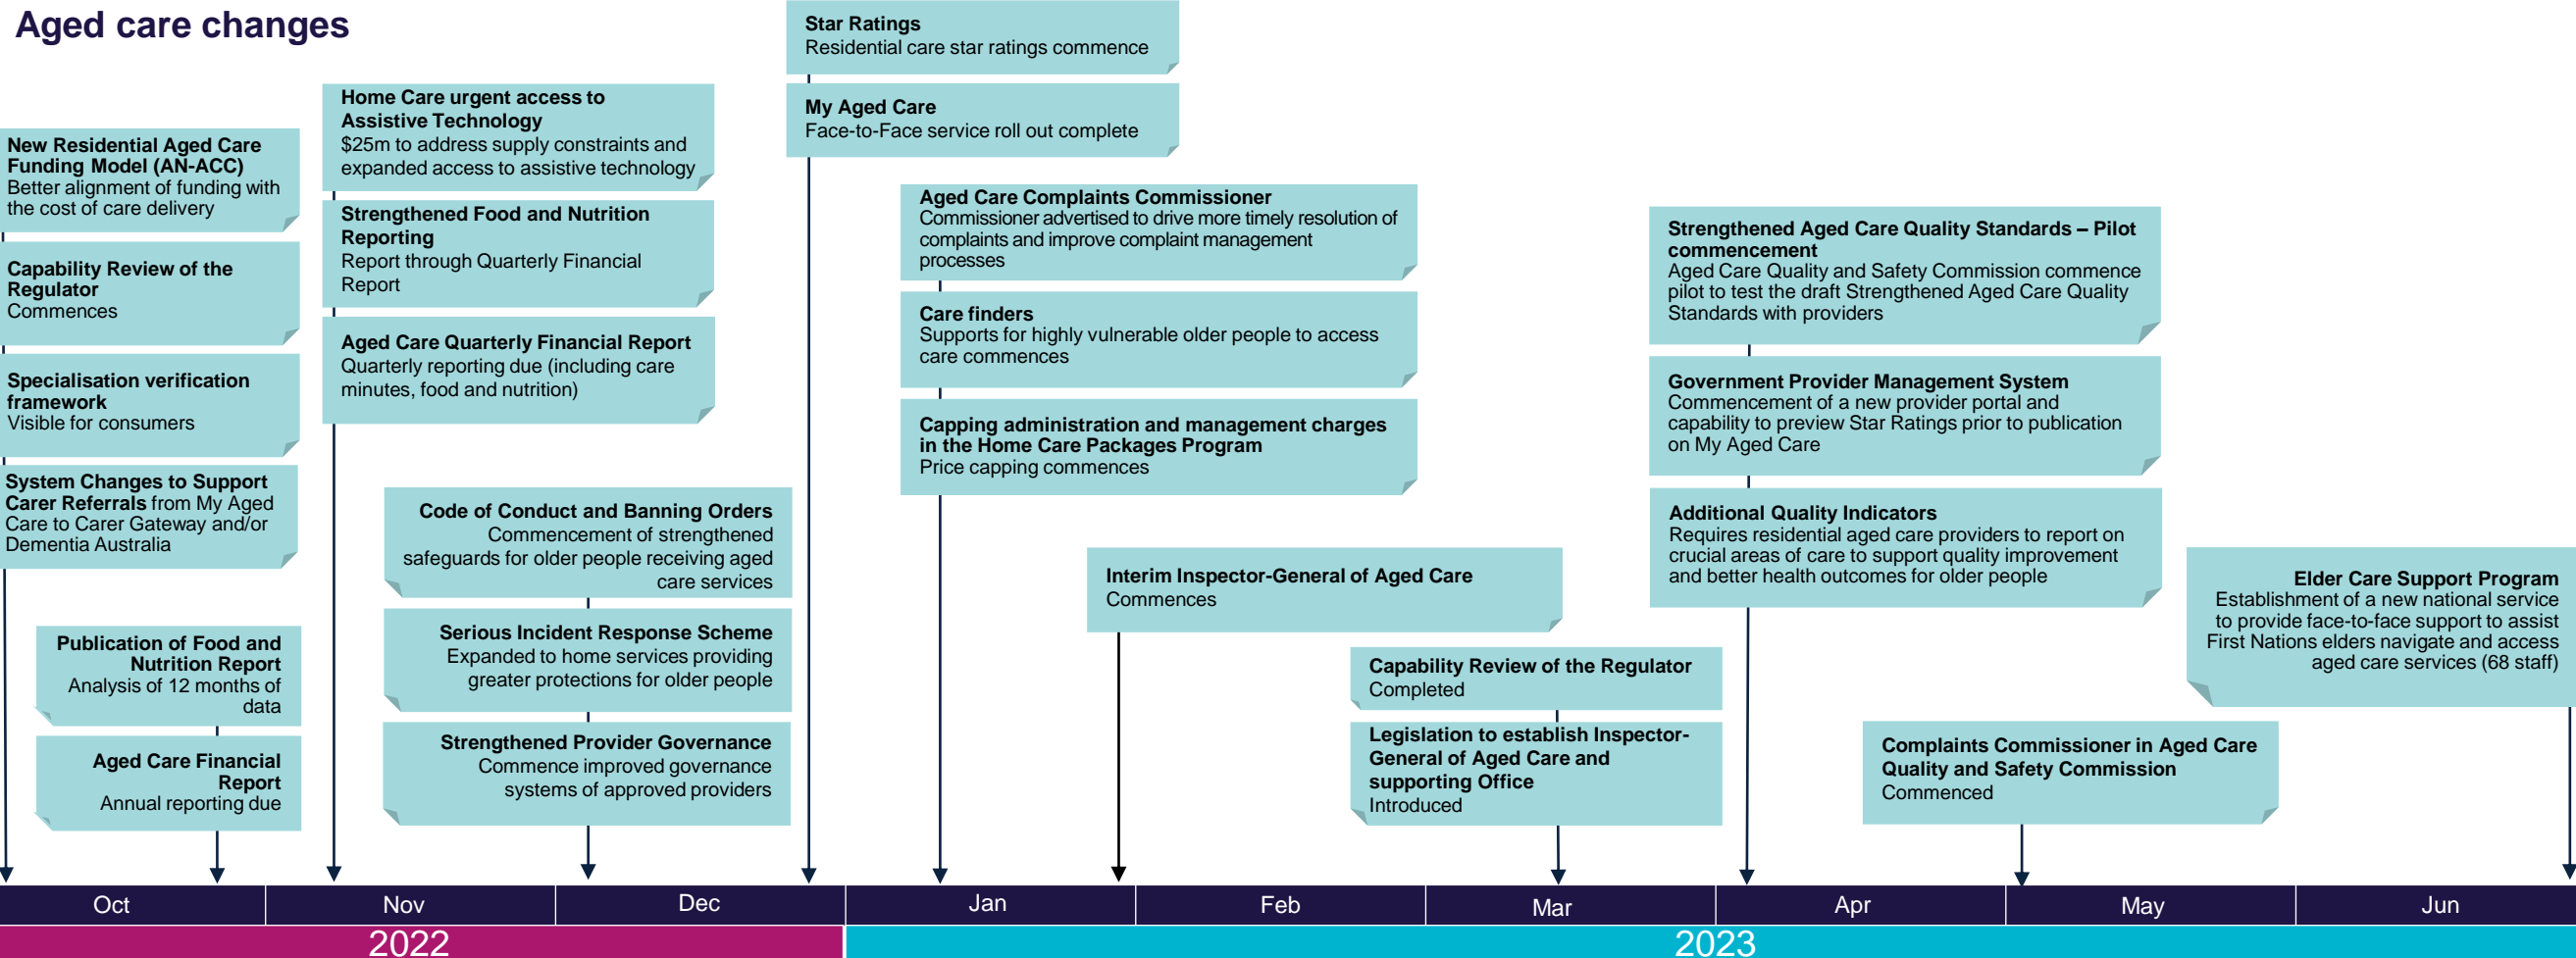 Aged care changes
New Residential Aged Care
Funding Model (AN-ACC)
Better alignment of funding with
the cost of care delivery
Capability Review of the
Regulator
Commences
Specialisation verification
framework
Visible for consumers
System Changes to Support
Carer Referrals from My Aged
Care to Carer Gateway and/or
Dementia Australia
Publication of Food and
Nutrition Report
Analysis of 12 months of
data
Aged Care Financial
Report
Annual reporting due
Home Care urgent access to
Assistive Technology
$25m to address supply constraints and
expanded access to assistive technology
Strengthened Food and Nutrition
Reporting
Report through Quarterly Financial
Report
Aged Care Quarterly Financial Report
Quarterly reporting due (including care
minutes, food and nutrition)
Code of Conduct and Banning Orders
Commencement of strengthened
safeguards for older people receiving aged
care services
Serious Incident Response Scheme
Expanded to home services providing
greater protections for older people
Strengthened Provider Governance
Commence improved governance
systems of approved providers
Star Ratings
Residential care star ratings commence
My Aged Care
Face-to-Face service roll out complete
Aged Care Complaints Commissioner
Commissioner advertised to drive more timely resolution of
complaints and improve complaint management
processes
Care finders
Supports for highly vulnerable older people to access
care commences
Capping administration and management charges
in the Home Care Packages Program
Price capping commences
Interim Inspector-General of Aged Care
Commences
Capability Review of the Regulator
Completed
Legislation to establish Inspector-
General of Aged Care and
supporting Office
Introduced
Strengthened Aged Care Quality Standards – Pilot
commencement
Aged Care Quality and Safety Commission commence
pilot to test the draft Strengthened Aged Care Quality
Standards with providers
Government Provider Management System
Commencement of a new provider portal and
capability to preview Star Ratings prior to publication
on My Aged Care
Additional Quality Indicators
Requires residential aged care providers to report on
crucial areas of care to support quality improvement
and better health outcomes for older people
Complaints Commissioner in Aged Care
Quality and Safety Commission
Commenced
Elder Care Support Program
Establishment of a new national service
to provide face-to-face support to assist
First Nations elders navigate and access
aged care services (68 staff)
Oct Nov Dec Jan Feb Mar Apr May Jun
2022 2023